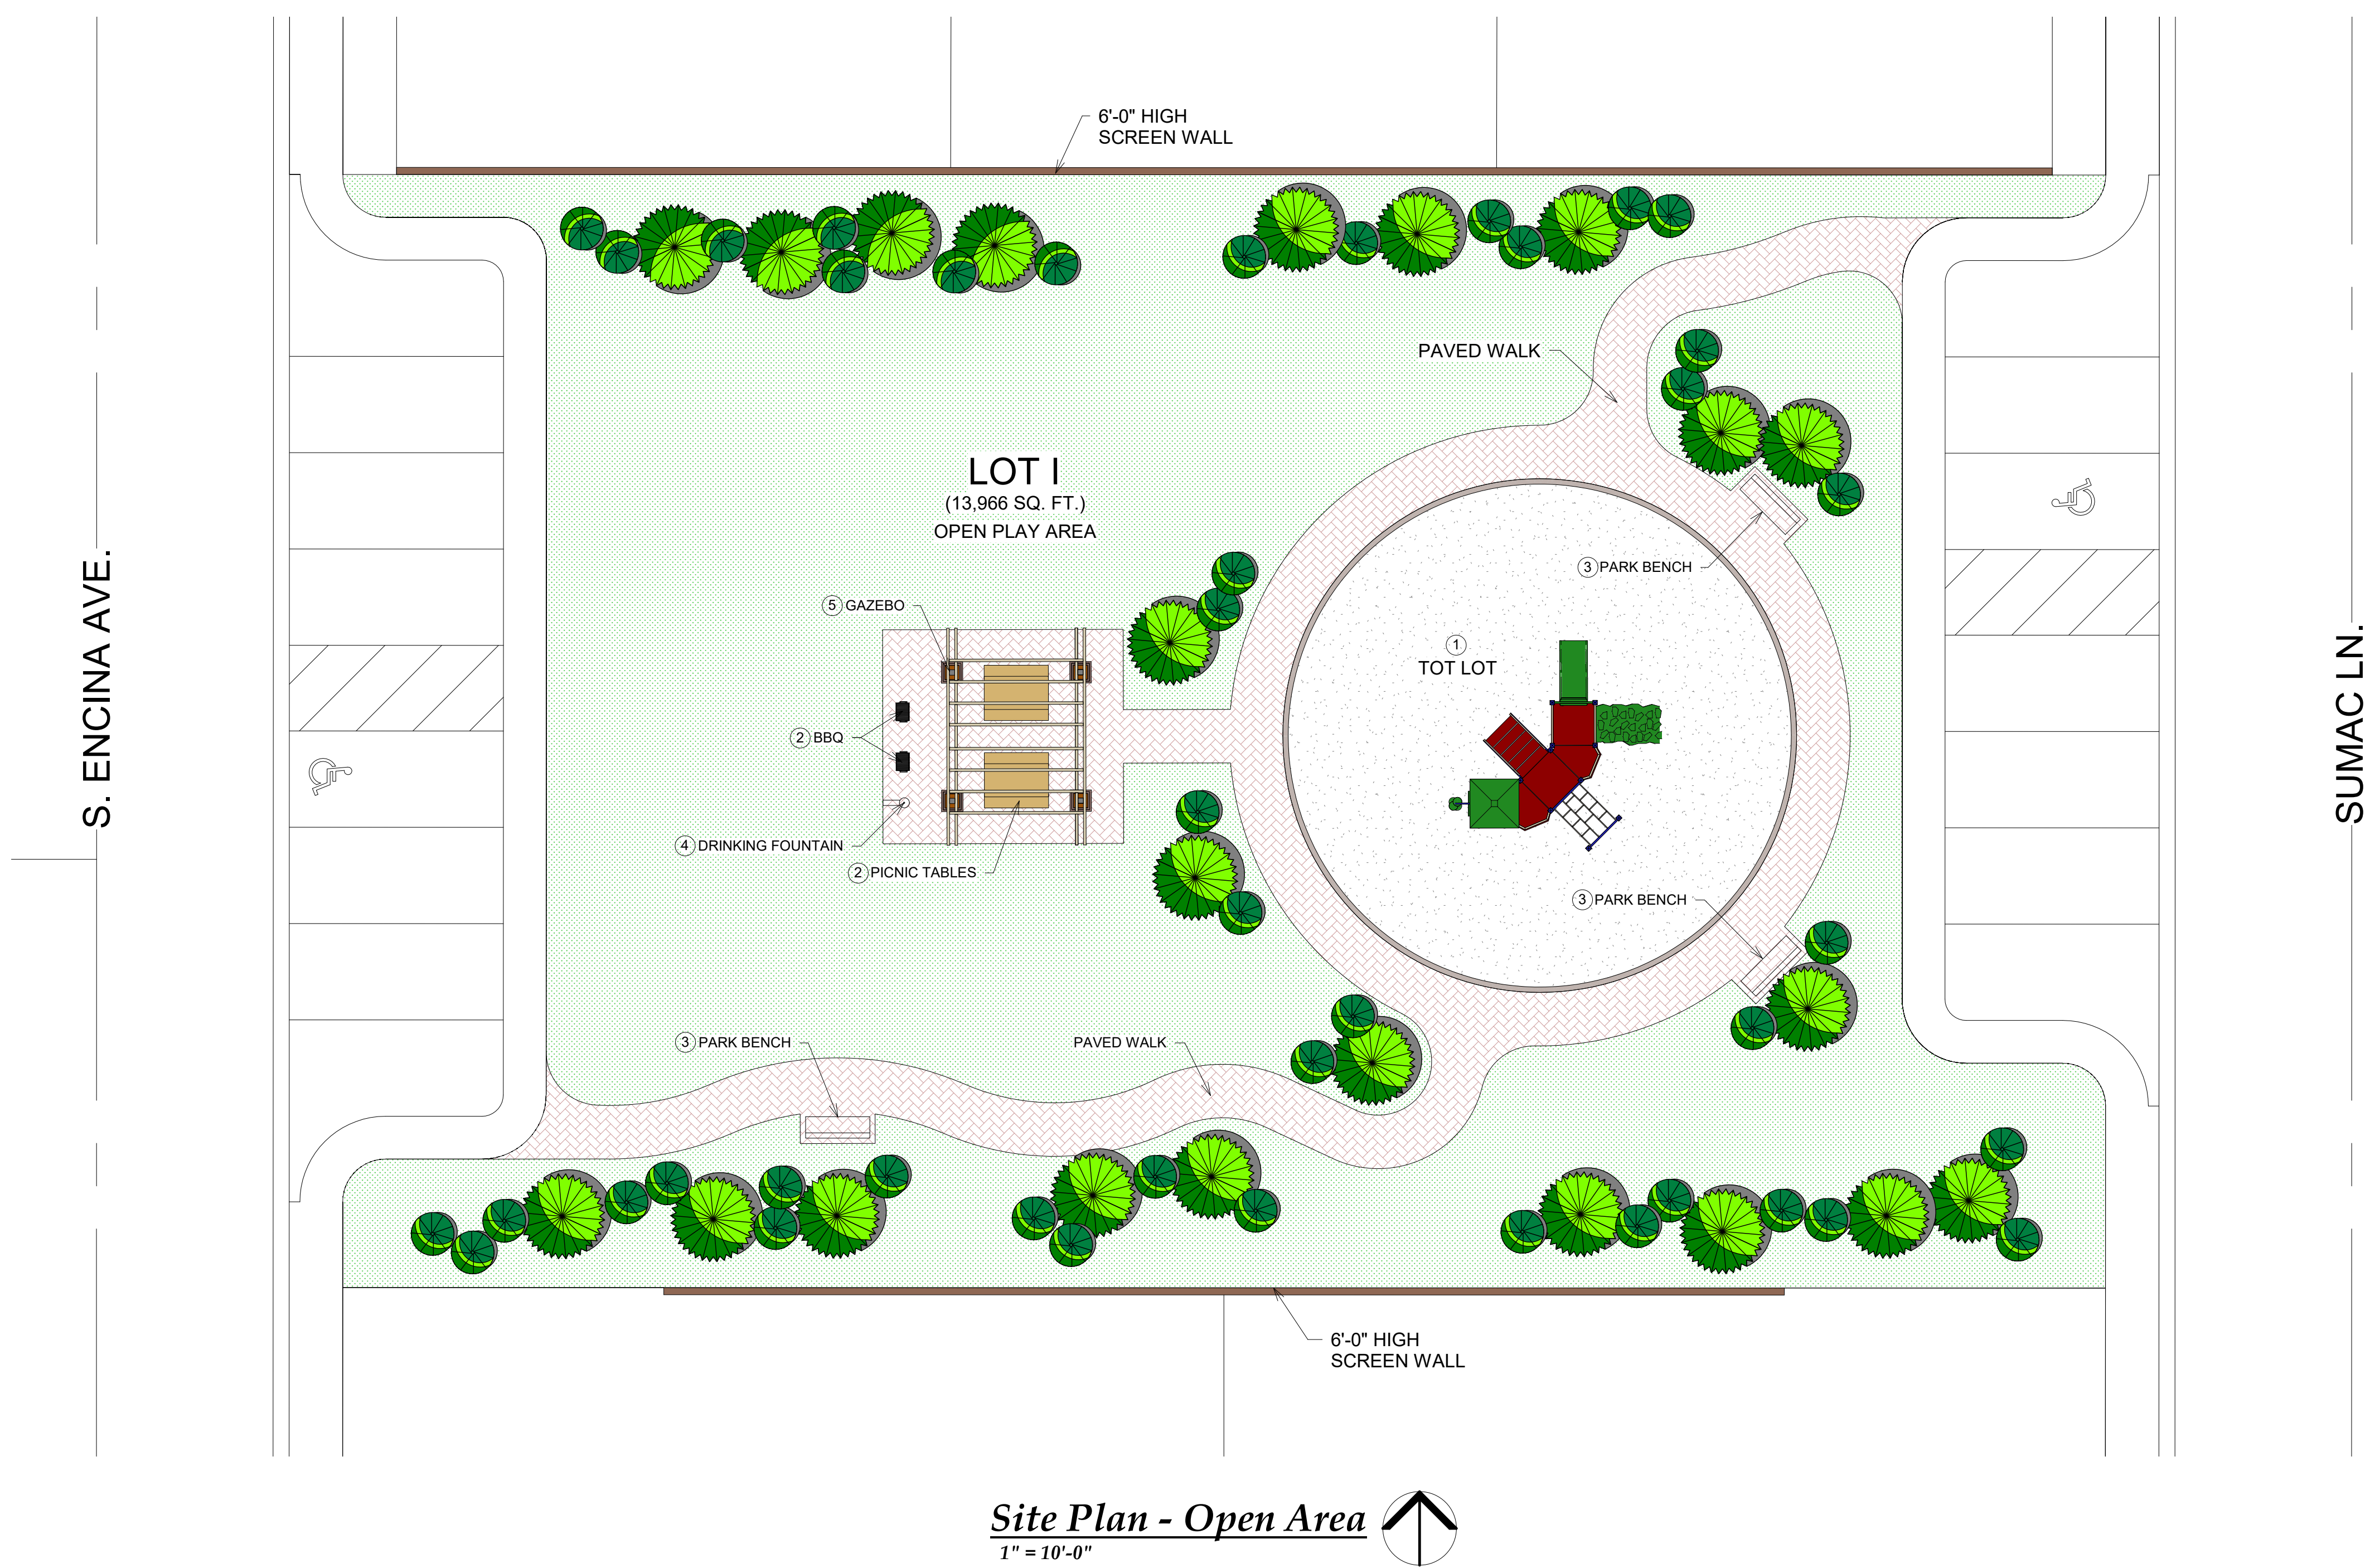 6'-0" HIGH
SCREEN WALL
PAVED WALK
LOT I
(13,966 SQ. FT.)
OPEN PLAY AREA
3 PARK BENCH
5 GAZEBO
1
TOT LOT
S. ENCINA AVE.
SUMAC LN.
2 BBQ
4 DRINKING FOUNTAIN
2 PICNIC TABLES
3 PARK BENCH
3 PARK BENCH
PAVED WALK
6'-0" HIGH
SCREEN WALL
Site Plan - Open Area
1" = 10'-0"